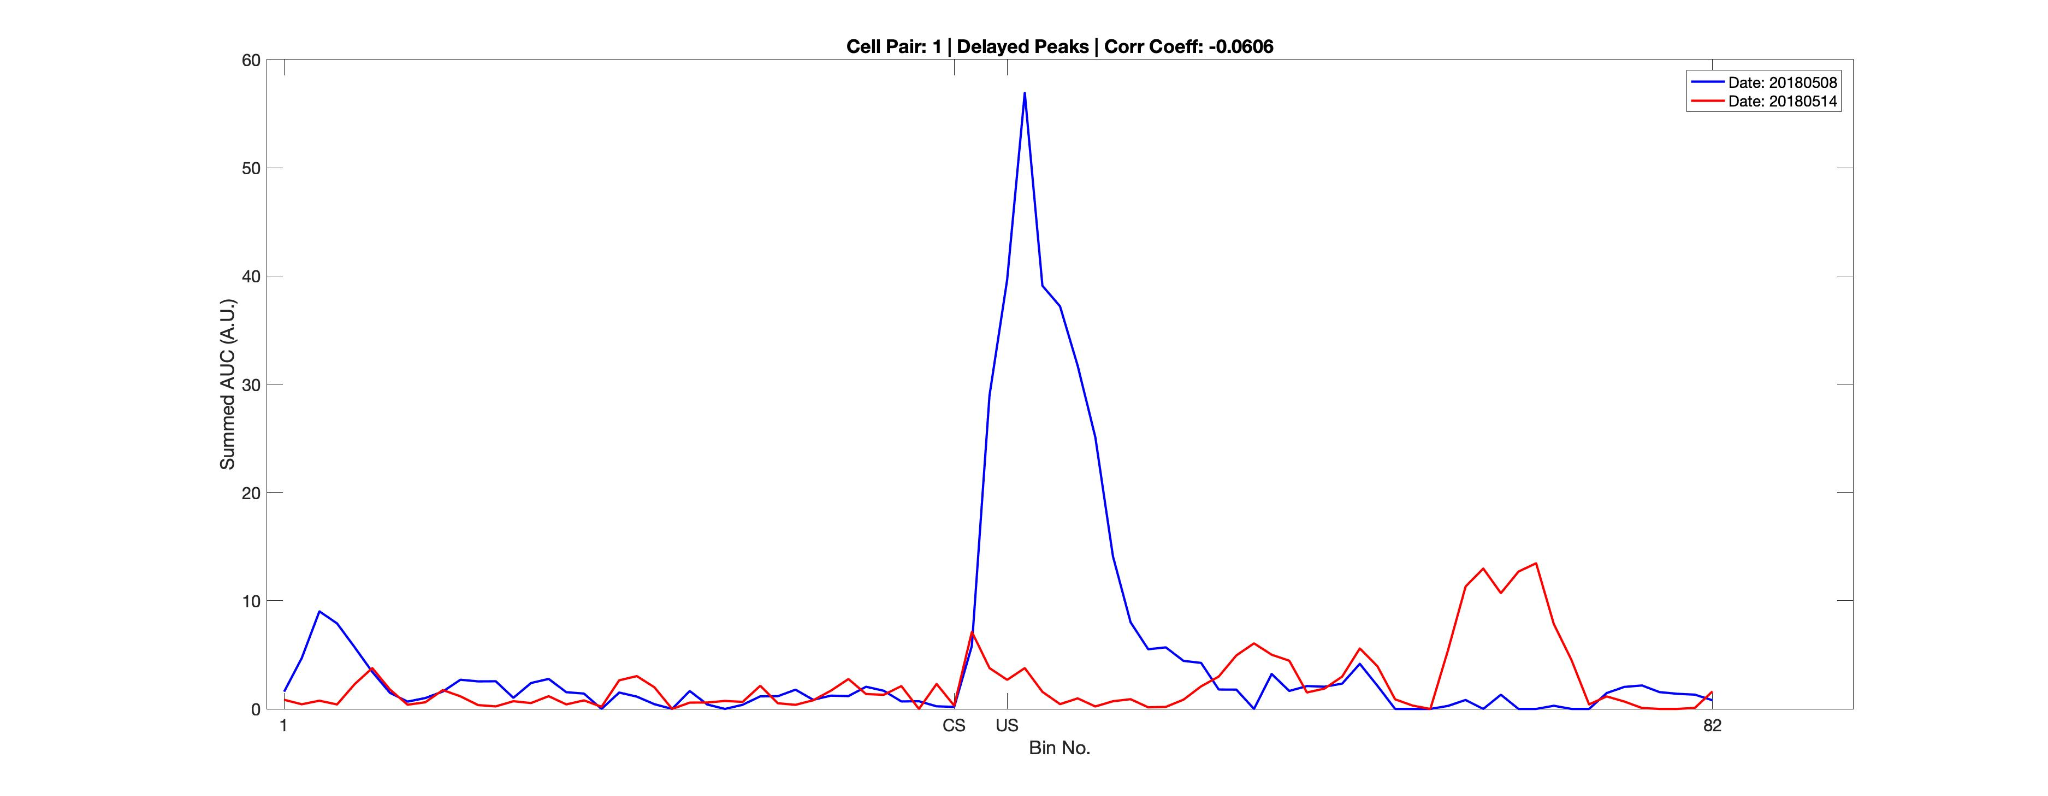 Cell Pair: 1 | Delayed Peaks | Corr Coeff: -0.0606
Date: 20180508
Date: 20180514
60
50
40
30
20
10
0
Summed AUC (A.U.)
1
CS
US
82
Bin No.